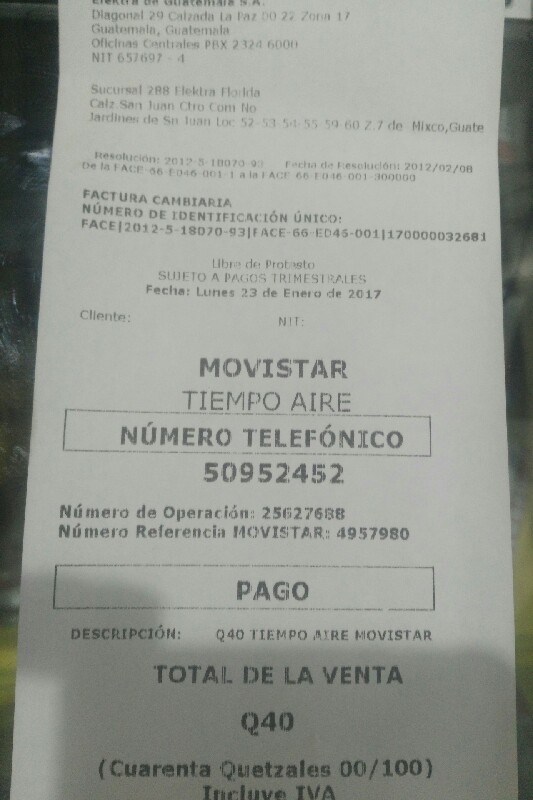 Elektra de Guatemala S.A.
Diagonal 29 Calzada La Paz 00 22 Zona 17
Guatemala, Guatemala
Oficinas Centrales PBX 2324 6000
NIT 657697 - 4
Sucursal 288 Elektra Florida
Calz.San Juan Ctro Com No
Jardines de Sn Juan Loc 52-53-54-55-59-60 Z.7 de Mixco,Guate
Resolución: 2012-5-18070-93 Fecha de Resolución: 2012/02/08
De la FACE-66-ED46-001-1 a la FACE-66-ED46-001-300000
FACTURA CAMBIARIA
NÚMERO DE IDENTIFICACIÓN ÚNICO:
FACE|2012-5-18070-93|FACE-66-ED46-001|170000032681
Libre de Protesto
SUJETO A PAGOS TRIMESTRALES
Fecha: Lunes 23 de Enero de 2017
Cliente: NIT:
MOVISTAR
TIEMPO AIRE
NÚMERO TELEFÓNICO
50952452
Número de Operación: 25627688
Número Referencia MOVISTAR: 4957980
PAGO
DESCRIPCIÓN: Q40 TIEMPO AIRE MOVISTAR
TOTAL DE LA VENTA
Q40
(Cuarenta Quetzales 00/100)
Incluye IVA